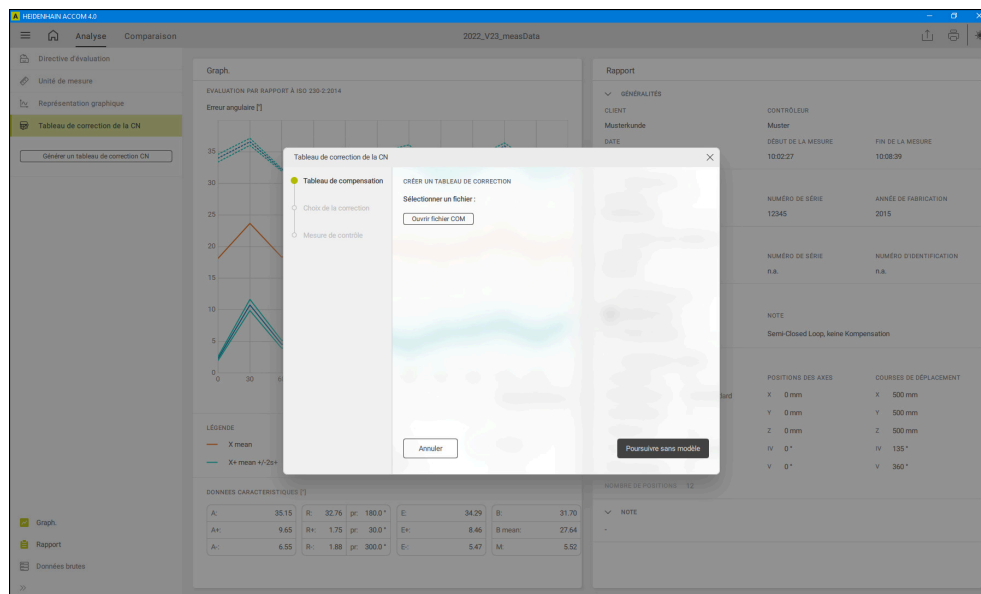 HEIDENHAIN ACCOM 4.0
Analyse Comparaison 2022_V23_measData
Directive d'évaluation
Unité de mesure
Représentation graphique
Tableau de correction de la CN
Générer un tableau de correction CN
Graph.
Rapport
Données brutes
Graph.
EVALUATION PAR RAPPORT À ISO 230-2:2014
Erreur angulaire ["]
35
30
25
20
15
10
5
0
0 30
LÉGENDE
X mean
X+ mean +/-2s+
DONNEES CARACTERISTIQUES ["]
A: 35.15 R: 32.76 pr: 180.0 ° E: 34.29 B: 31.70
A+: 9.65 R+: 1.75 pr: 30.0 ° E+: 8.46 B mean: 27.64
A-: 6.55 R-: 1.88 pr: 300.0 ° E-: 5.47 M: 5.52
Tableau de correction de la CN
Tableau de compensation
Choix de la correction
Mesure de contrôle
CRÉER UN TABLEAU DE CORRECTION
Sélectionner un fichier :
Ouvrir fichier COM
Annuler
Poursuivre sans modèle
Rapport
GÉNÉRALITÉS
CLIENT CONTRÔLEUR
Musterkunde Muster
DATE DÉBUT DE LA MESURE FIN DE LA MESURE
10:02:27 10:08:39
NUMÉRO DE SÉRIE ANNÉE DE FABRICATION
12345 2015
NUMÉRO DE SÉRIE NUMÉRO D'IDENTIFICATION
n.a. n.a.
NOTE
Semi-Closed Loop, keine Kompensation
POSITIONS DES AXES COURSES DE DÉPLACEMENT
X 0 mm X 500 mm
Y 0 mm Y 500 mm
Z 0 mm Z 500 mm
IV 0 ° IV 135 °
V 0 ° V 360 °
NOMBRE DE POSITIONS 12
NOTE
-